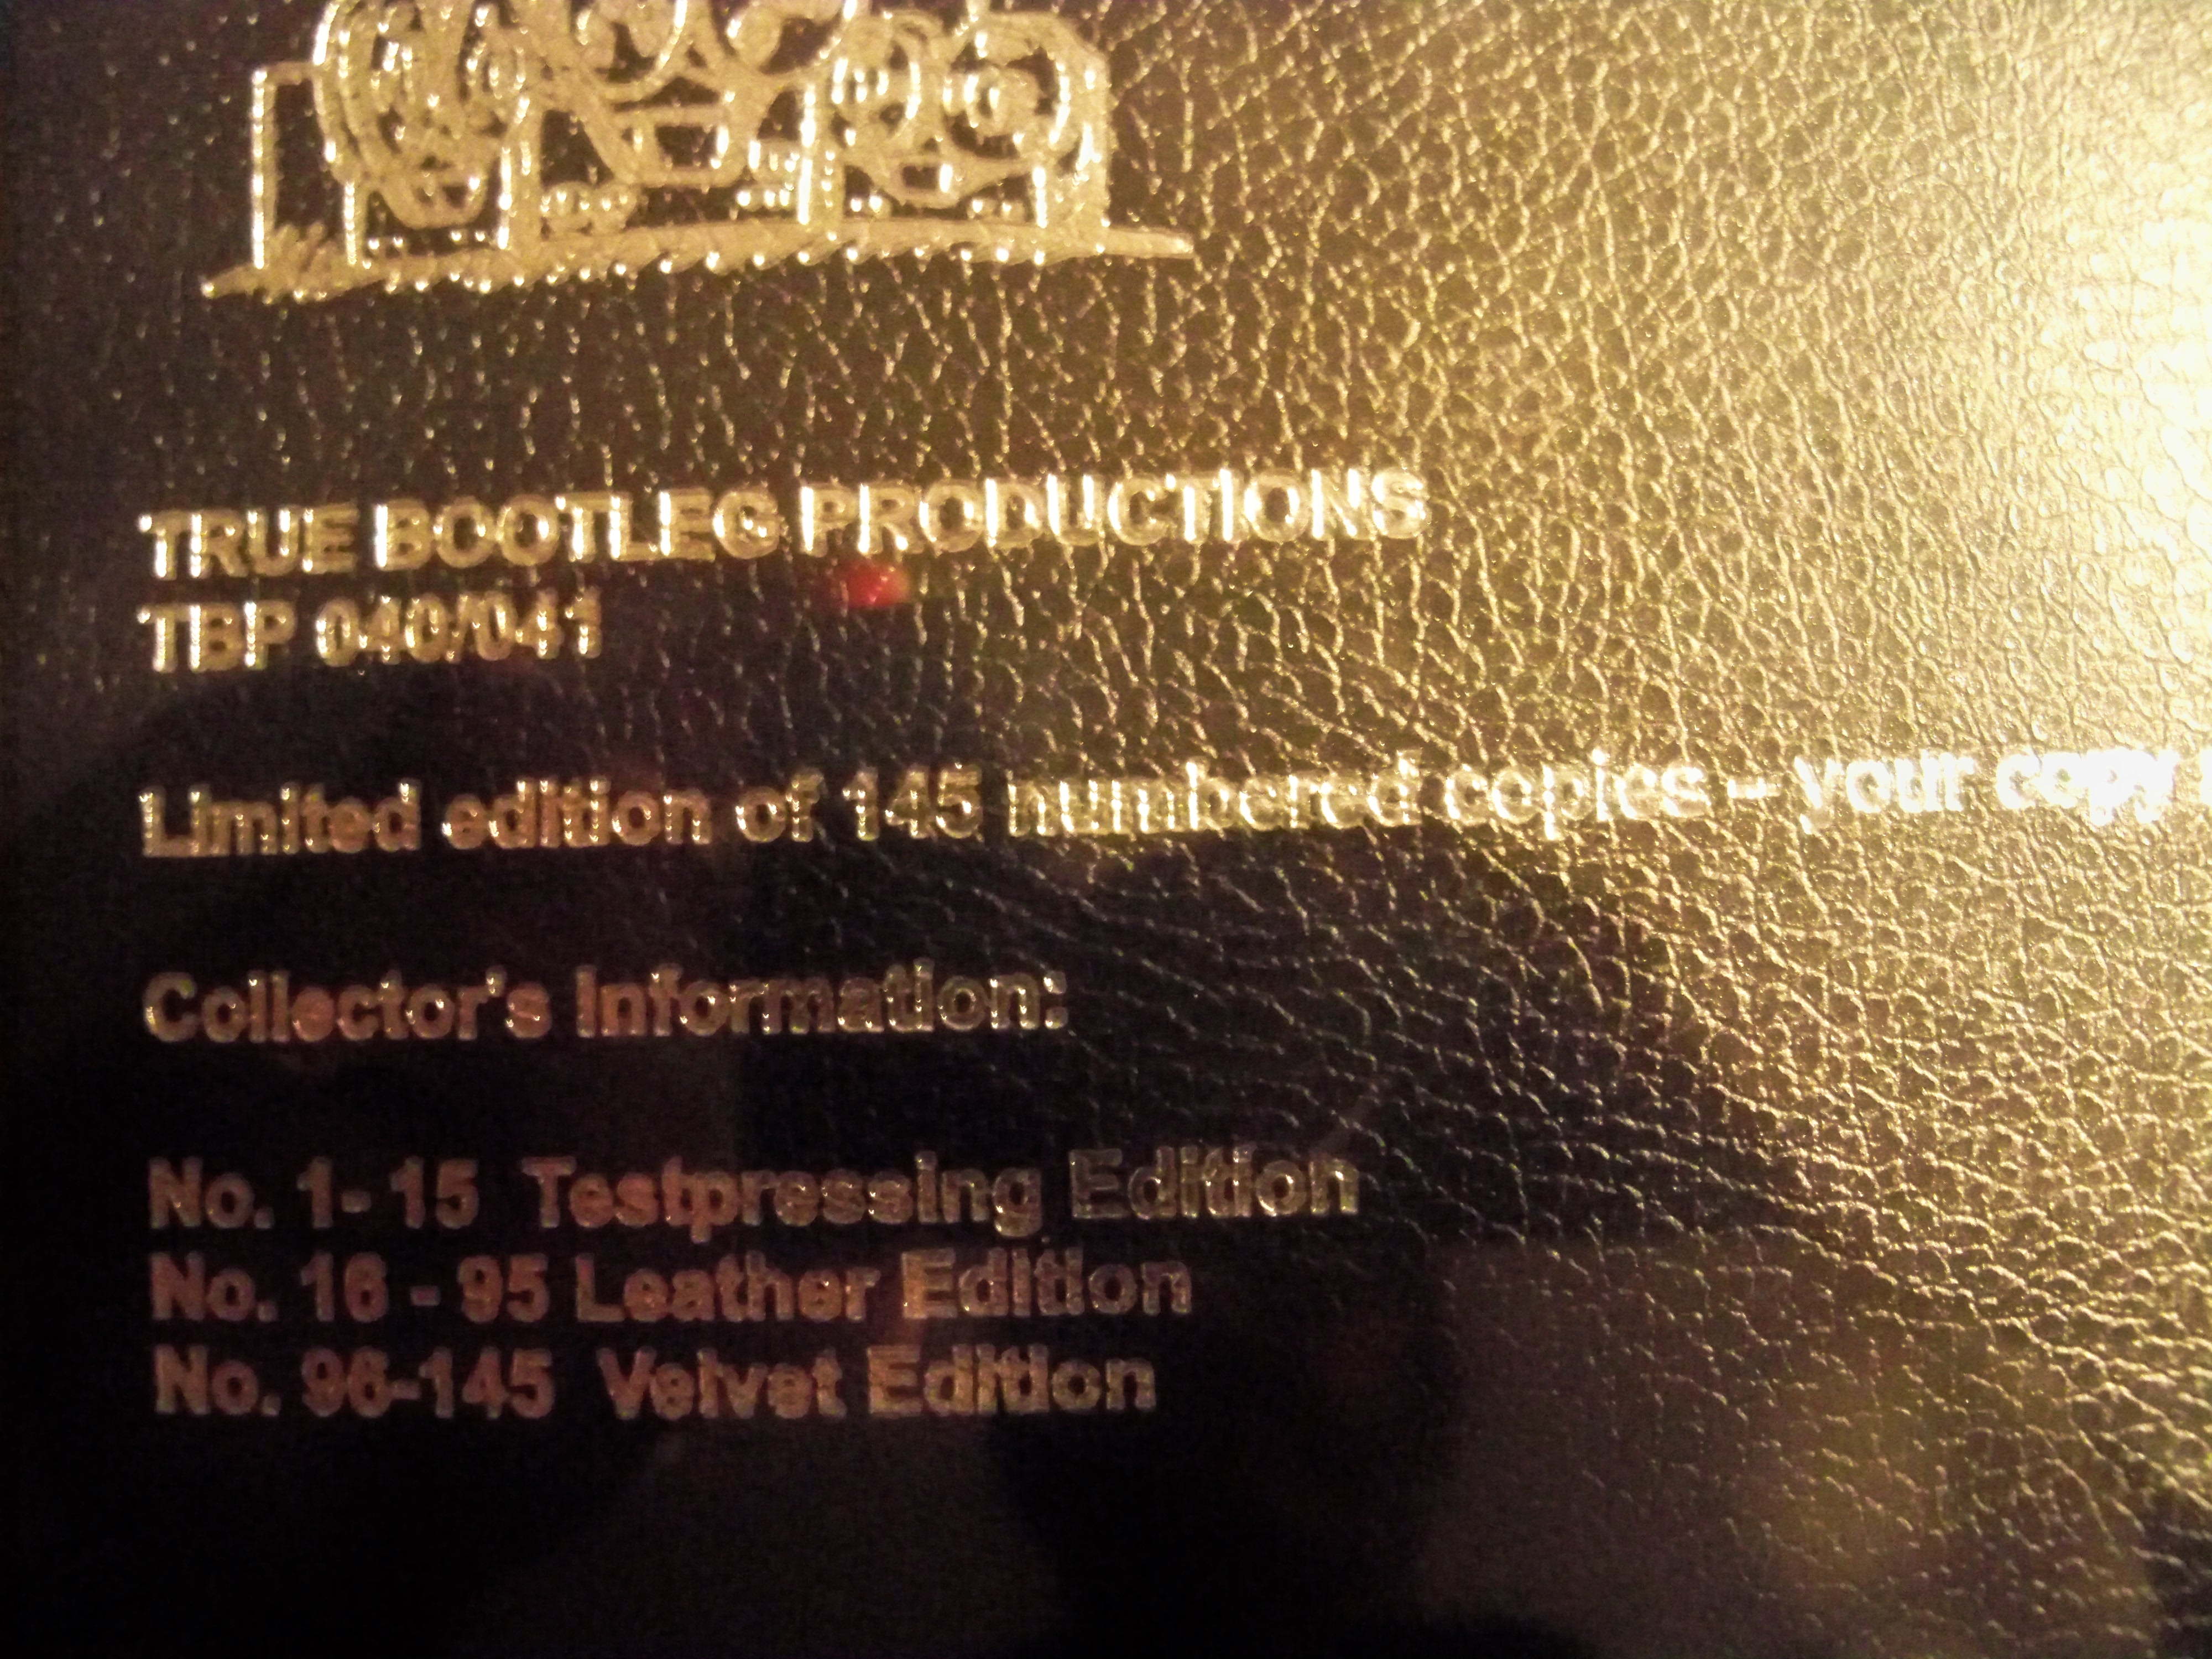 TRUE BOOTLEG PRODUCTIONS
TBP 040/041
Limited edition of 145 numbered copies – your copy
Collector's Information:
No. 1- 15 Testpressing Edition
No. 16 - 95 Leather Edition
No. 96-145 Velvet Edition